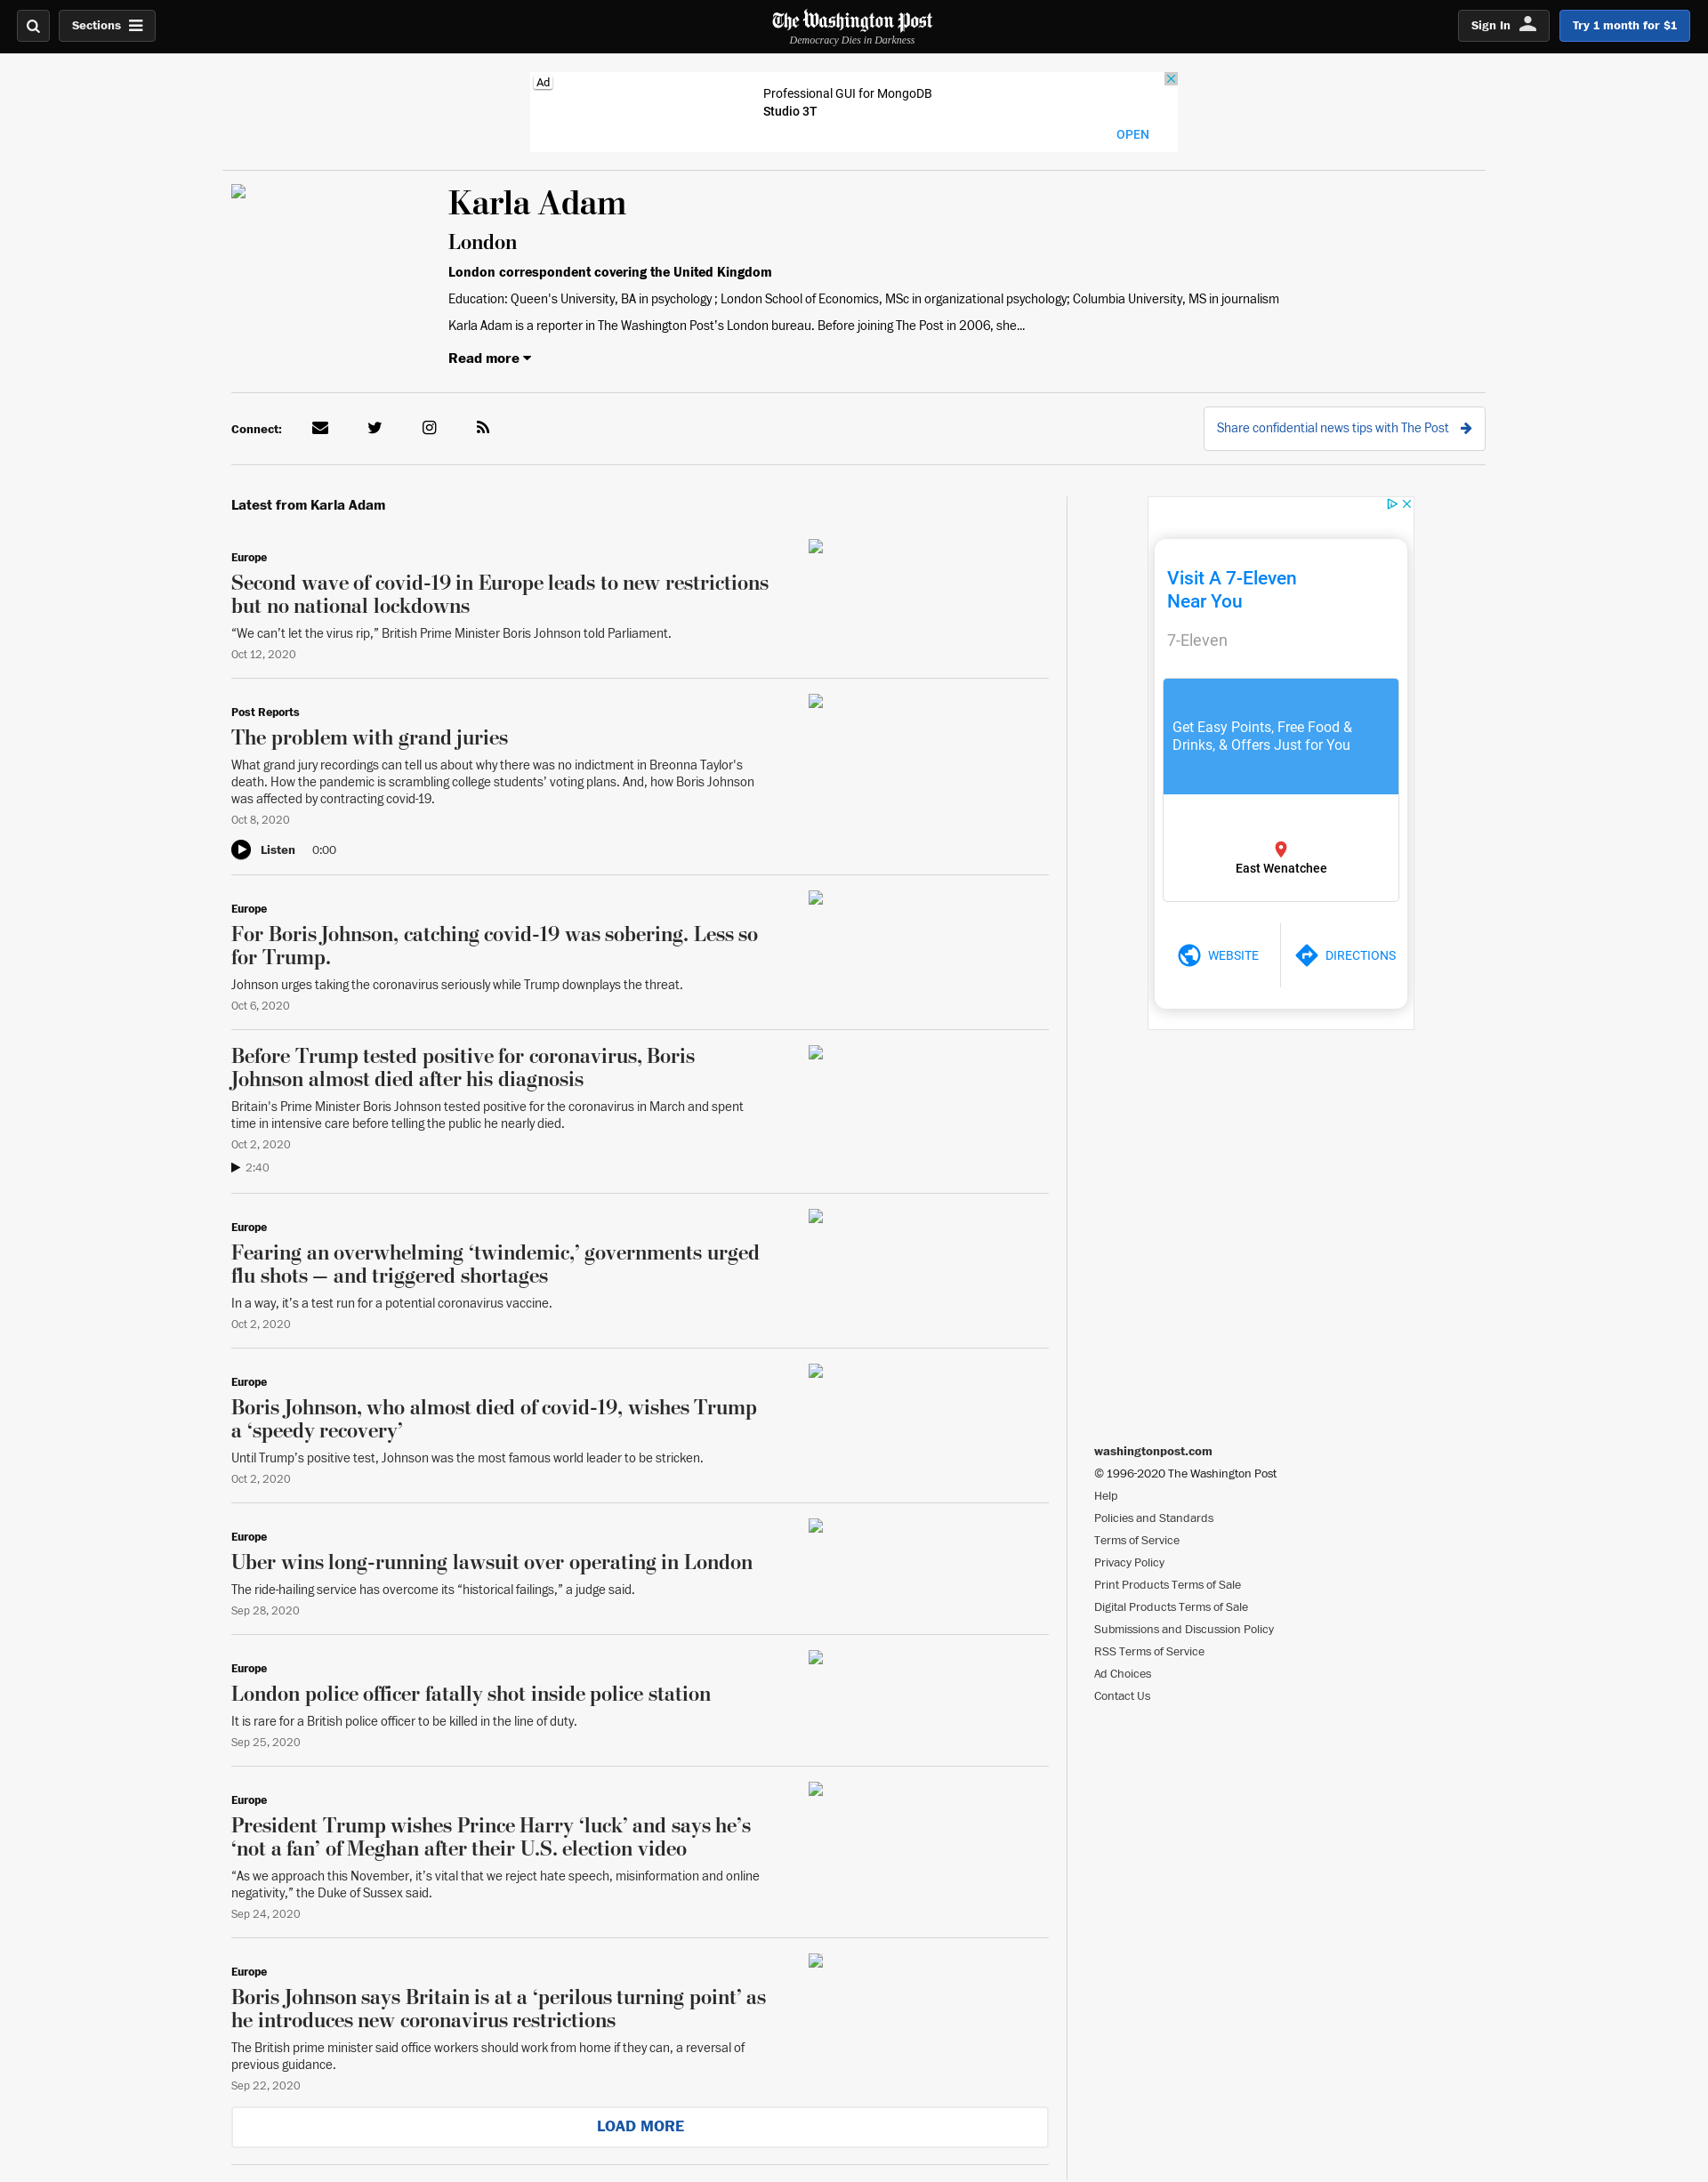 Sections
The Washington Post
Democracy Dies in Darkness
Sign In
Try 1 month for $1
Ad
Professional GUI for MongoDB
Studio 3T
OPEN
Karla Adam
London
London correspondent covering the United Kingdom
Education: Queen's University, BA in psychology ; London School of Economics, MSc in organizational psychology; Columbia University, MS in journalism
Karla Adam is a reporter in The Washington Post's London bureau. Before joining The Post in 2006, she...
Read more
Connect:
Share confidential news tips with The Post
Latest from Karla Adam
Europe
Second wave of covid-19 in Europe leads to new restrictions
but no national lockdowns
“We can’t let the virus rip,” British Prime Minister Boris Johnson told Parliament.
Oct 12, 2020
Post Reports
The problem with grand juries
What grand jury recordings can tell us about why there was no indictment in Breonna Taylor's
death. How the pandemic is scrambling college students’ voting plans. And, how Boris Johnson
was affected by contracting covid-19.
Oct 8, 2020
Listen 0:00
Europe
For Boris Johnson, catching covid-19 was sobering. Less so
for Trump.
Johnson urges taking the coronavirus seriously while Trump downplays the threat.
Oct 6, 2020
Before Trump tested positive for coronavirus, Boris
Johnson almost died after his diagnosis
Britain's Prime Minister Boris Johnson tested positive for the coronavirus in March and spent
time in intensive care before telling the public he nearly died.
Oct 2, 2020
2:40
Europe
Fearing an overwhelming ‘twindemic,’ governments urged
flu shots — and triggered shortages
In a way, it’s a test run for a potential coronavirus vaccine.
Oct 2, 2020
Europe
Boris Johnson, who almost died of covid-19, wishes Trump
a ‘speedy recovery’
Until Trump’s positive test, Johnson was the most famous world leader to be stricken.
Oct 2, 2020
Europe
Uber wins long-running lawsuit over operating in London
The ride-hailing service has overcome its “historical failings,” a judge said.
Sep 28, 2020
Europe
London police officer fatally shot inside police station
It is rare for a British police officer to be killed in the line of duty.
Sep 25, 2020
Europe
President Trump wishes Prince Harry ‘luck’ and says he’s
‘not a fan’ of Meghan after their U.S. election video
“As we approach this November, it’s vital that we reject hate speech, misinformation and online
negativity,” the Duke of Sussex said.
Sep 24, 2020
Europe
Boris Johnson says Britain is at a ‘perilous turning point’ as
he introduces new coronavirus restrictions
The British prime minister said office workers should work from home if they can, a reversal of
previous guidance.
Sep 22, 2020
LOAD MORE
Visit A 7-Eleven
Near You
7-Eleven
Get Easy Points, Free Food &
Drinks, & Offers Just for You
East Wenatchee
WEBSITE
DIRECTIONS
washingtonpost.com
© 1996-2020 The Washington Post
Help
Policies and Standards
Terms of Service
Privacy Policy
Print Products Terms of Sale
Digital Products Terms of Sale
Submissions and Discussion Policy
RSS Terms of Service
Ad Choices
Contact Us